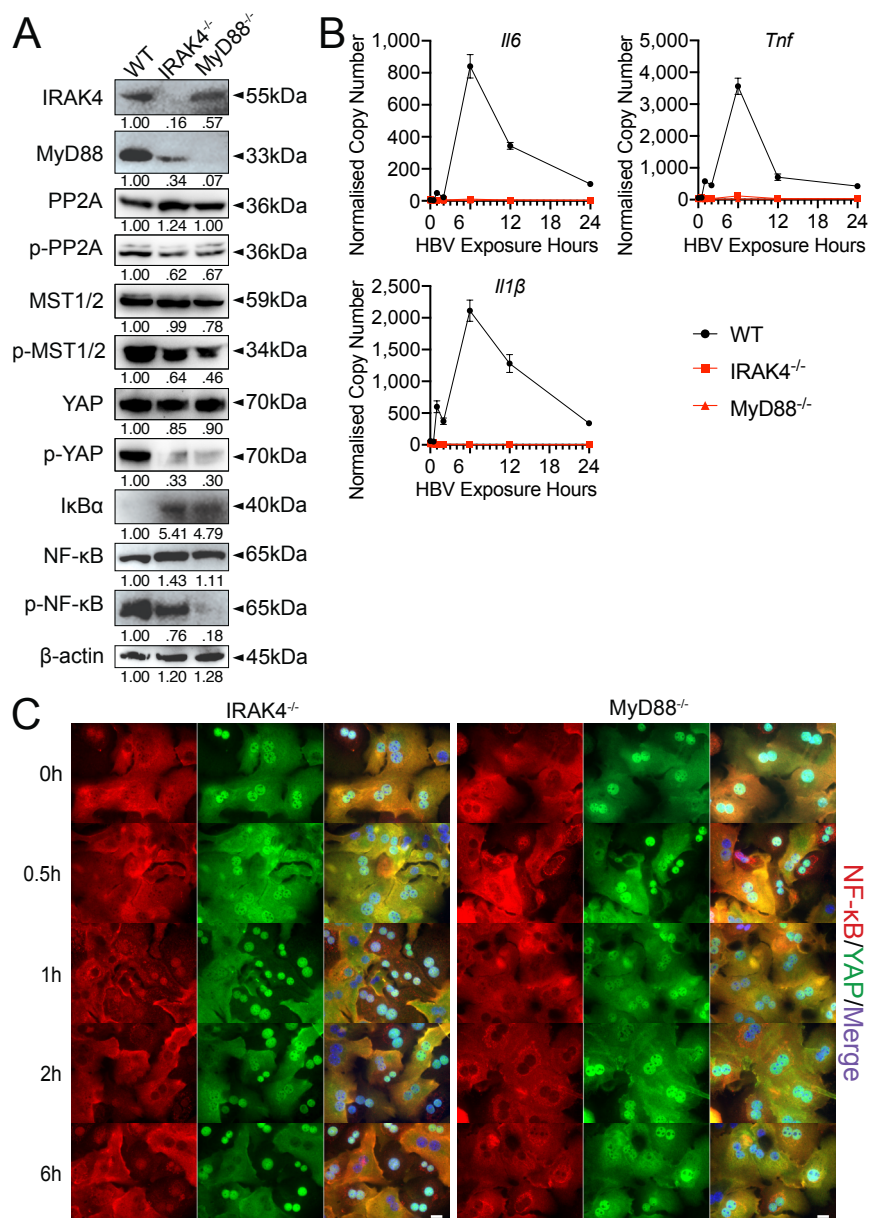 A
WT IRAK4-/- MyD88-/-
IRAK4 ◄55kDa
1.00 .16 .57
MyD88 ◄33kDa
1.00 .34 .07
PP2A ◄36kDa
1.00 1.24 1.00
p-PP2A ◄36kDa
1.00 .62 .67
MST1/2 ◄59kDa
1.00 .99 .78
p-MST1/2 ◄34kDa
1.00 .64 .46
YAP ◄70kDa
1.00 .85 .90
p-YAP ◄70kDa
1.00 .33 .30
IκBα ◄40kDa
1.00 5.41 4.79
NF-κB ◄65kDa
1.00 1.43 1.11
p-NF-κB ◄65kDa
1.00 .76 .18
β-actin ◄45kDa
1.00 1.20 1.28
B
Il6
Normalised Copy Number
1,000
800
600
400
200
0
0 6 12 18 24
HBV Exposure Hours
Tnf
Normalised Copy Number
5,000
4,000
3,000
2,000
1,000
0
0 6 12 18 24
HBV Exposure Hours
Il1β
Normalised Copy Number
2,500
2,000
1,500
1,000
500
0
0 6 12 18 24
HBV Exposure Hours
WT
IRAK4-/-
MyD88-/-
C
IRAK4-/- MyD88-/-
0h
0.5h
1h
2h
6h
NF-κB/YAP/Merge